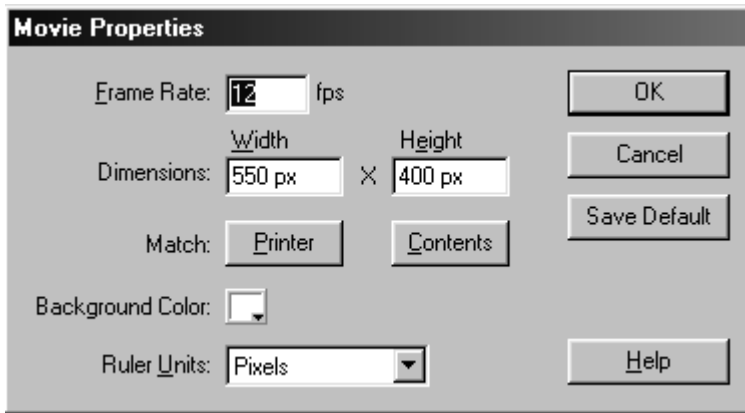 Movie Properties
Frame Rate: 12 fps
OK
Width Height
Dimensions: 550 px X 400 px
Cancel
Save Default
Match: Printer Contents
Background Color:
Ruler Units: Pixels
Help